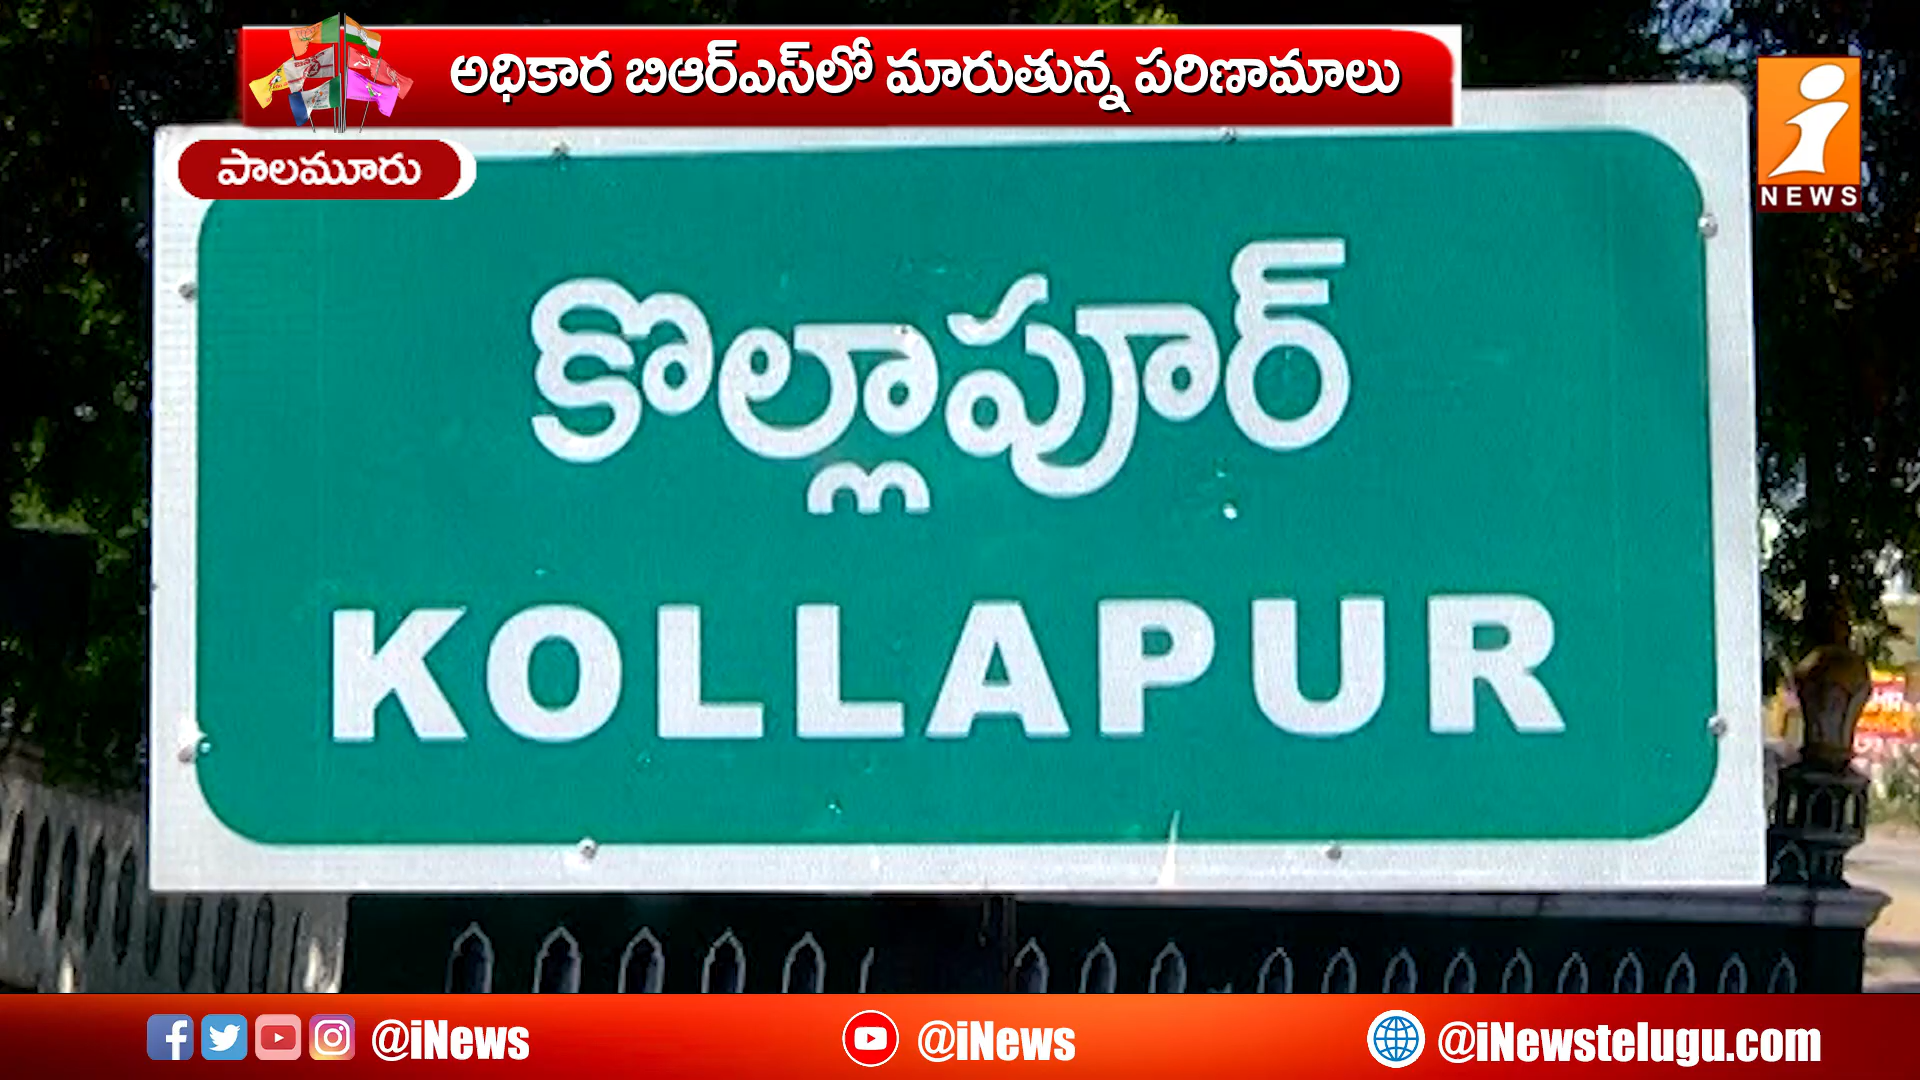 అధికార బిఆర్ఎస్‌లో మారుతున్న పరిణామాలు
పాలమూరు
i NEWS
కొల్లాపూర్
KOLLAPUR
@iNews
@iNews
@iNewstelugu.com